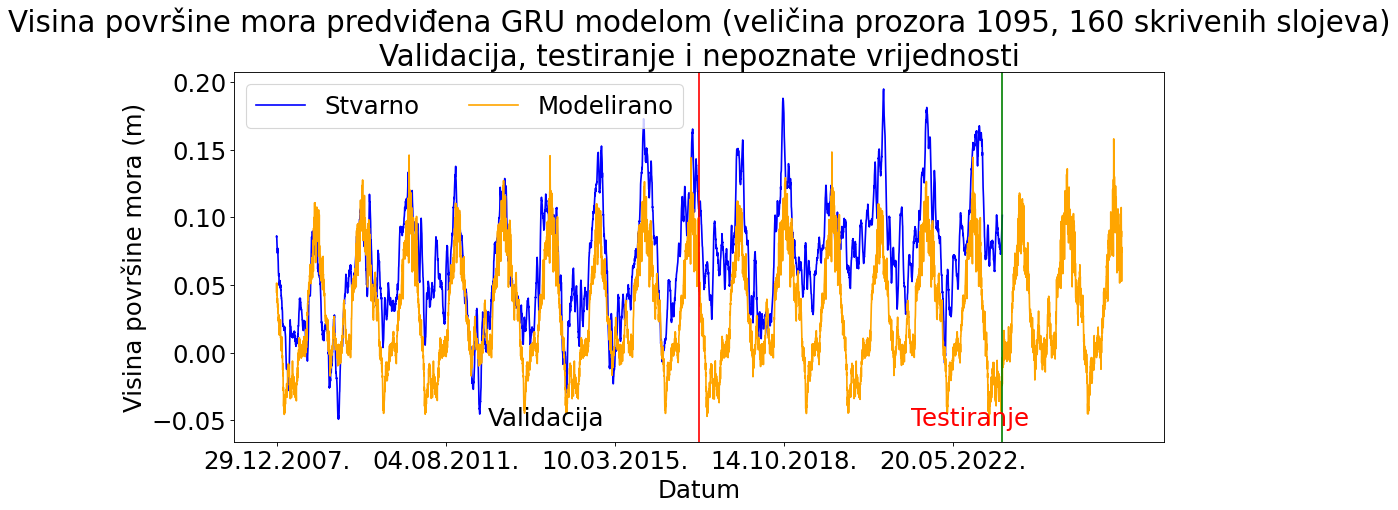 Visina površine mora predviđena GRU modelom (veličina prozora 1095, 160 skrivenih slojeva)
Validacija, testiranje i nepoznate vrijednosti
Stvarno
Modelirano
Visina površine mora (m)
0.20
0.15
0.10
0.05
0.00
−0.05
Validacija
Testiranje
29.12.2007.
04.08.2011.
10.03.2015.
14.10.2018.
20.05.2022.
Datum